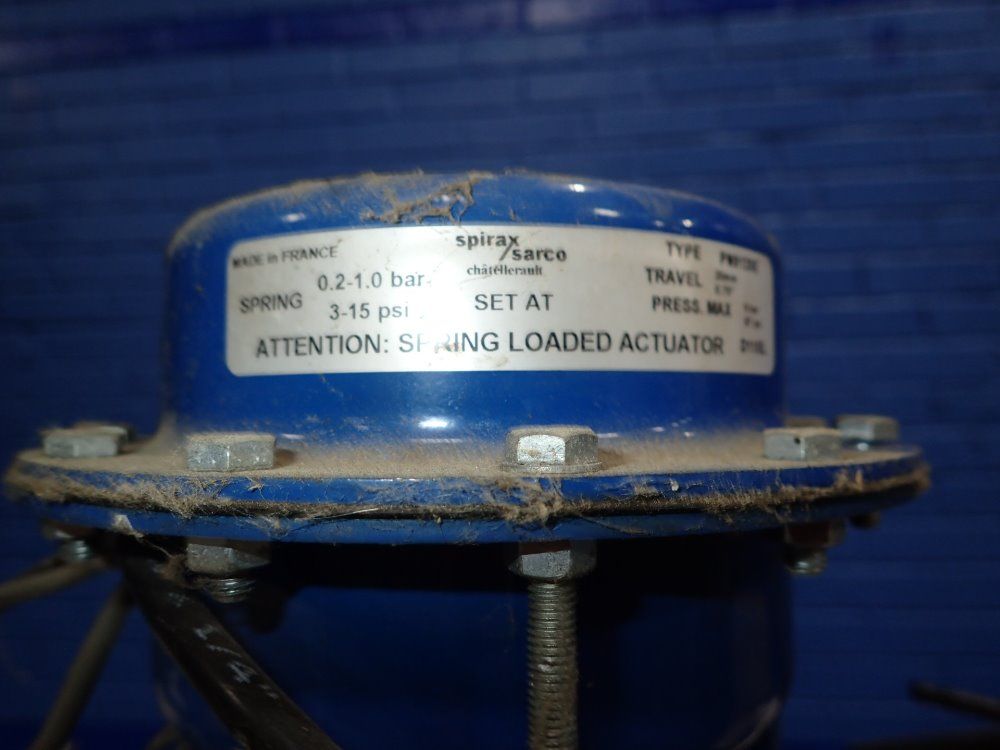 MADE in FRANCE
spirax
sarco
châtellerault
TYPE
SPRING 0.2-1.0 bar
3-15 psi
SET AT
TRAVEL
PRESS. MAX
ATTENTION: SPRING LOADED ACTUATOR